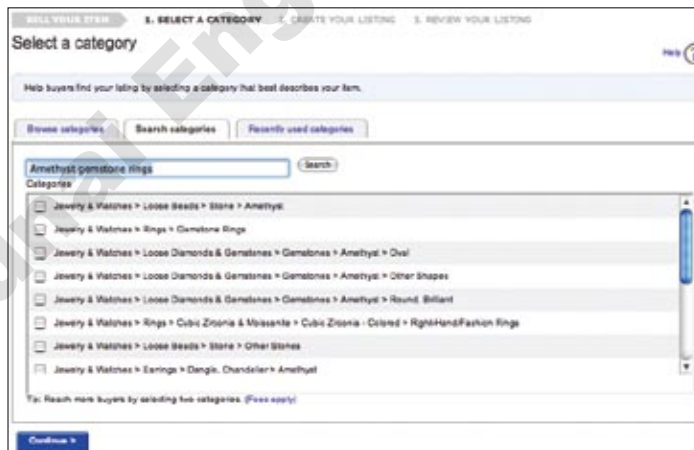 SELL YOUR ITEM 1. SELECT A CATEGORY 2. CREATE YOUR LISTING 3. REVIEW YOUR LISTING
Select a category
Help
Help buyers find your listing by selecting a category that best describes your item.
Browse categories Search categories Recently used categories
Amethyst gemstone rings Search
Categories
Jewelry & Watches > Loose Beads > Stone > Amethyst
Jewelry & Watches > Rings > Gemstone Rings
Jewelry & Watches > Loose Diamonds & Gemstones > Gemstones > Amethyst > Oval
Jewelry & Watches > Loose Diamonds & Gemstones > Gemstones > Amethyst > Other Shapes
Jewelry & Watches > Loose Diamonds & Gemstones > Gemstones > Amethyst > Round, Brilliant
Jewelry & Watches > Rings > Cubic Zirconia & Moissanite > Cubic Zirconia - Colored > Right-Hand/Fashion Rings
Jewelry & Watches > Loose Beads > Stone > Other Stones
Jewelry & Watches > Earrings > Dangle, Chandelier > Amethyst
Tip: Reach more buyers by selecting two categories. (Fees apply)
Continue >